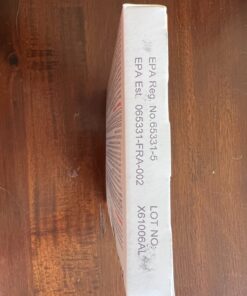 EPA Reg. No.65331-5
EPA Est. 065331-FRA-002
LOT NO:
X61006AL